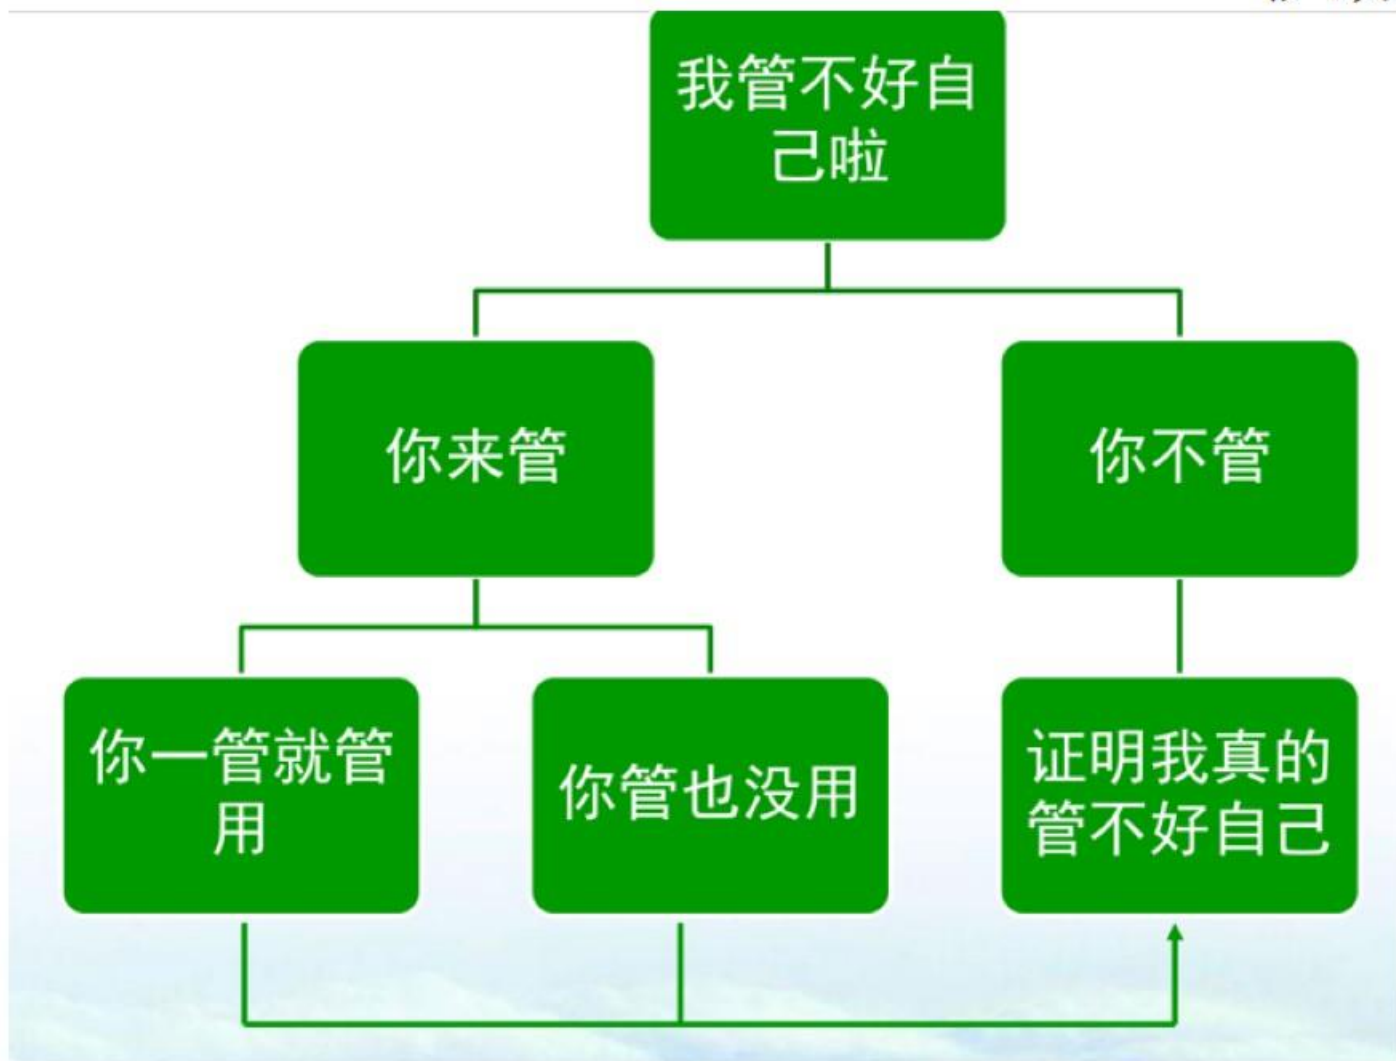 我管不好自
己啦
你来管
你不管
你一管就管
用
你管也没用
证明我真的
管不好自己